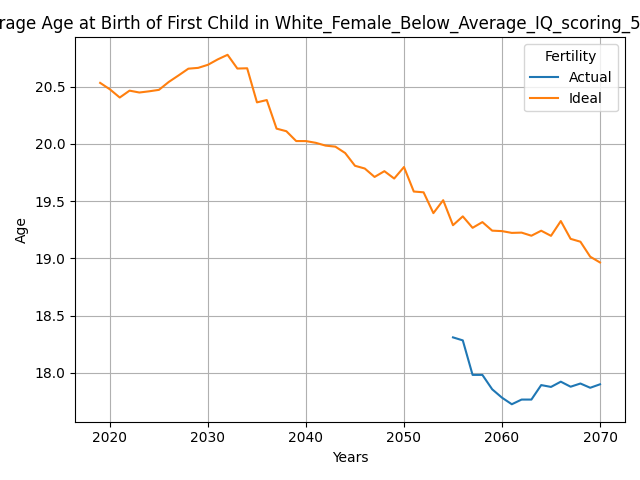 rage Age at Birth of First Child in White_Female_Below_Average_IQ_scoring_5
Fertility
Actual
Ideal
20.5
20.0
19.5
19.0
18.5
18.0
Age
2020 2030 2040 2050 2060 2070
Years